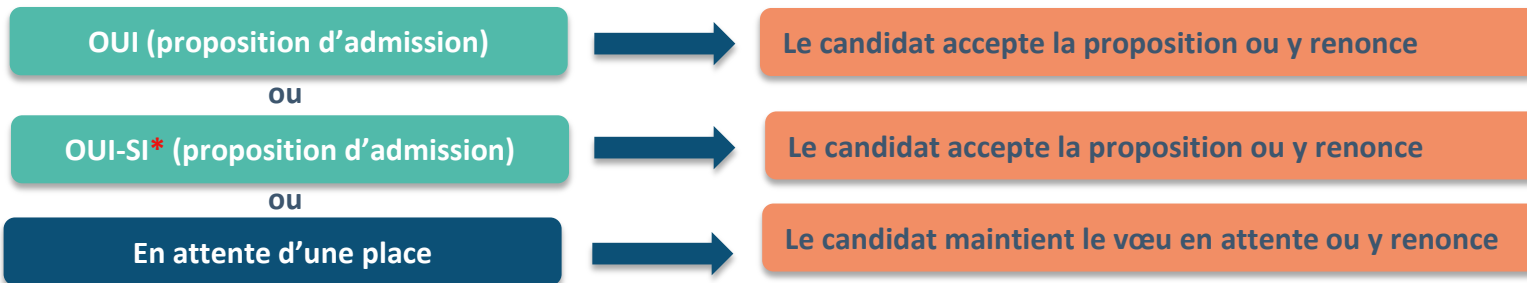 OUI (proposition d’admission)
Le candidat accepte la proposition ou y renonce
ou
OUI-SI* (proposition d’admission)
Le candidat accepte la proposition ou y renonce
ou
En attente d’une place
Le candidat maintient le vœu en attente ou y renonce